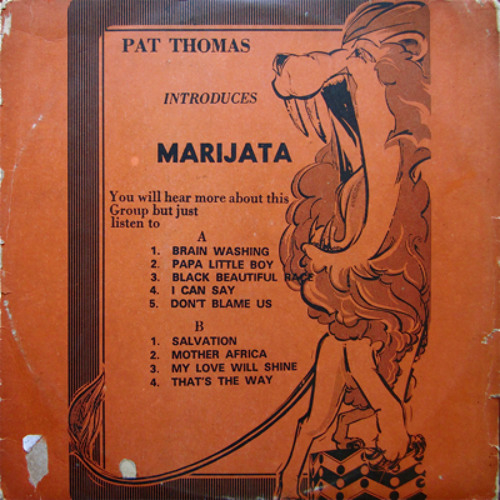 PAT THOMAS
INTRODUCES
MARIJATA
You will hear more about this
Group but just
listen to
A
1. BRAIN WASHING
2. PAPA LITTLE BOY
3. BLACK BEAUTIFUL RACE
4. I CAN SAY
5. DON'T BLAME US
B
1. SALVATION
2. MOTHER AFRICA
3. MY LOVE WILL SHINE
4. THAT'S THE WAY